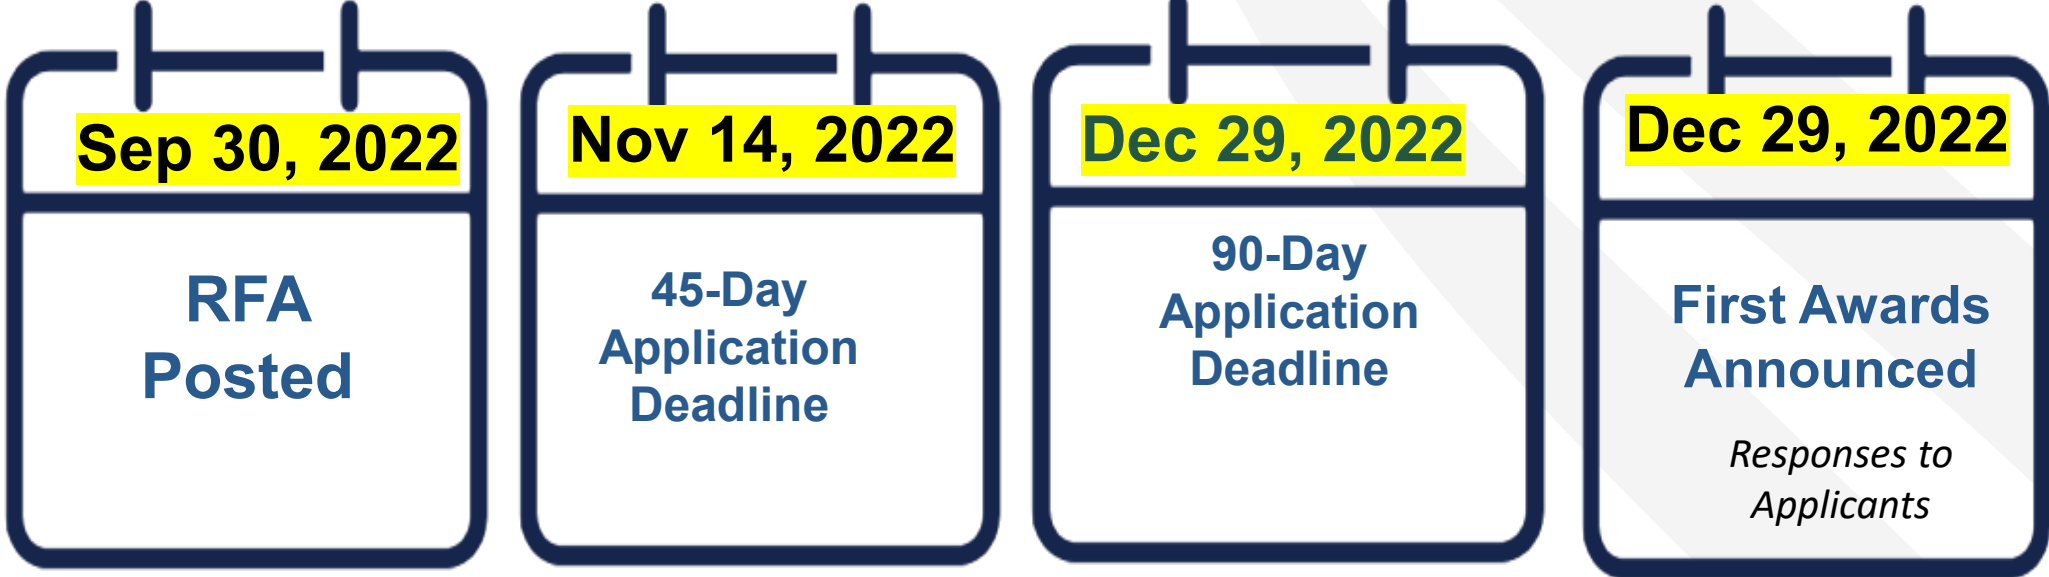 Sep 30, 2022
RFA
Posted
Nov 14, 2022
45-Day
Application
Deadline
Dec 29, 2022
90-Day
Application
Deadline
Dec 29, 2022
First Awards
Announced
Responses to
Applicants